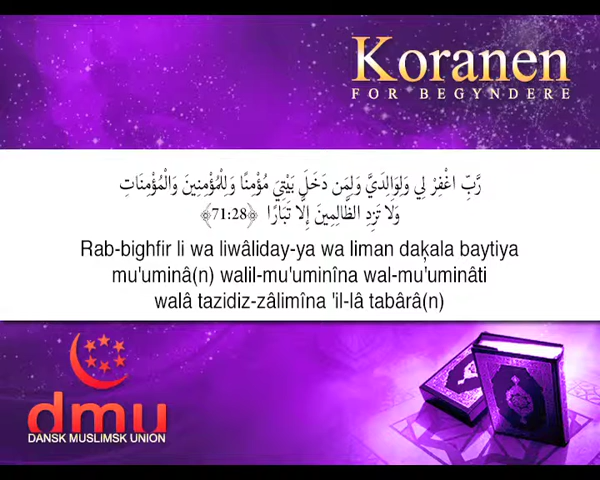 Koranen
FOR BEGYNDERE
رَّبِّ اغْفِرْ لِي وَلِوَالِدَيَّ وَلِمَن دَخَلَ بَيْتِيَ مُؤْمِنًا وَلِلْمُؤْمِنِينَ وَالْمُؤْمِنَاتِ
وَلَا تَزِدِ الظَّالِمِينَ إِلَّا تَبَارًا ﴿71:28﴾
Rab-bighfir li wa liwâliday-ya wa liman daķala baytiya
mu'uminâ(n) walil-mu'uminîna wal-mu'uminâti
walâ tazidiz-zâlimîna 'il-lâ tabârâ(n)
dmu
DANSK MUSLIMSK UNION